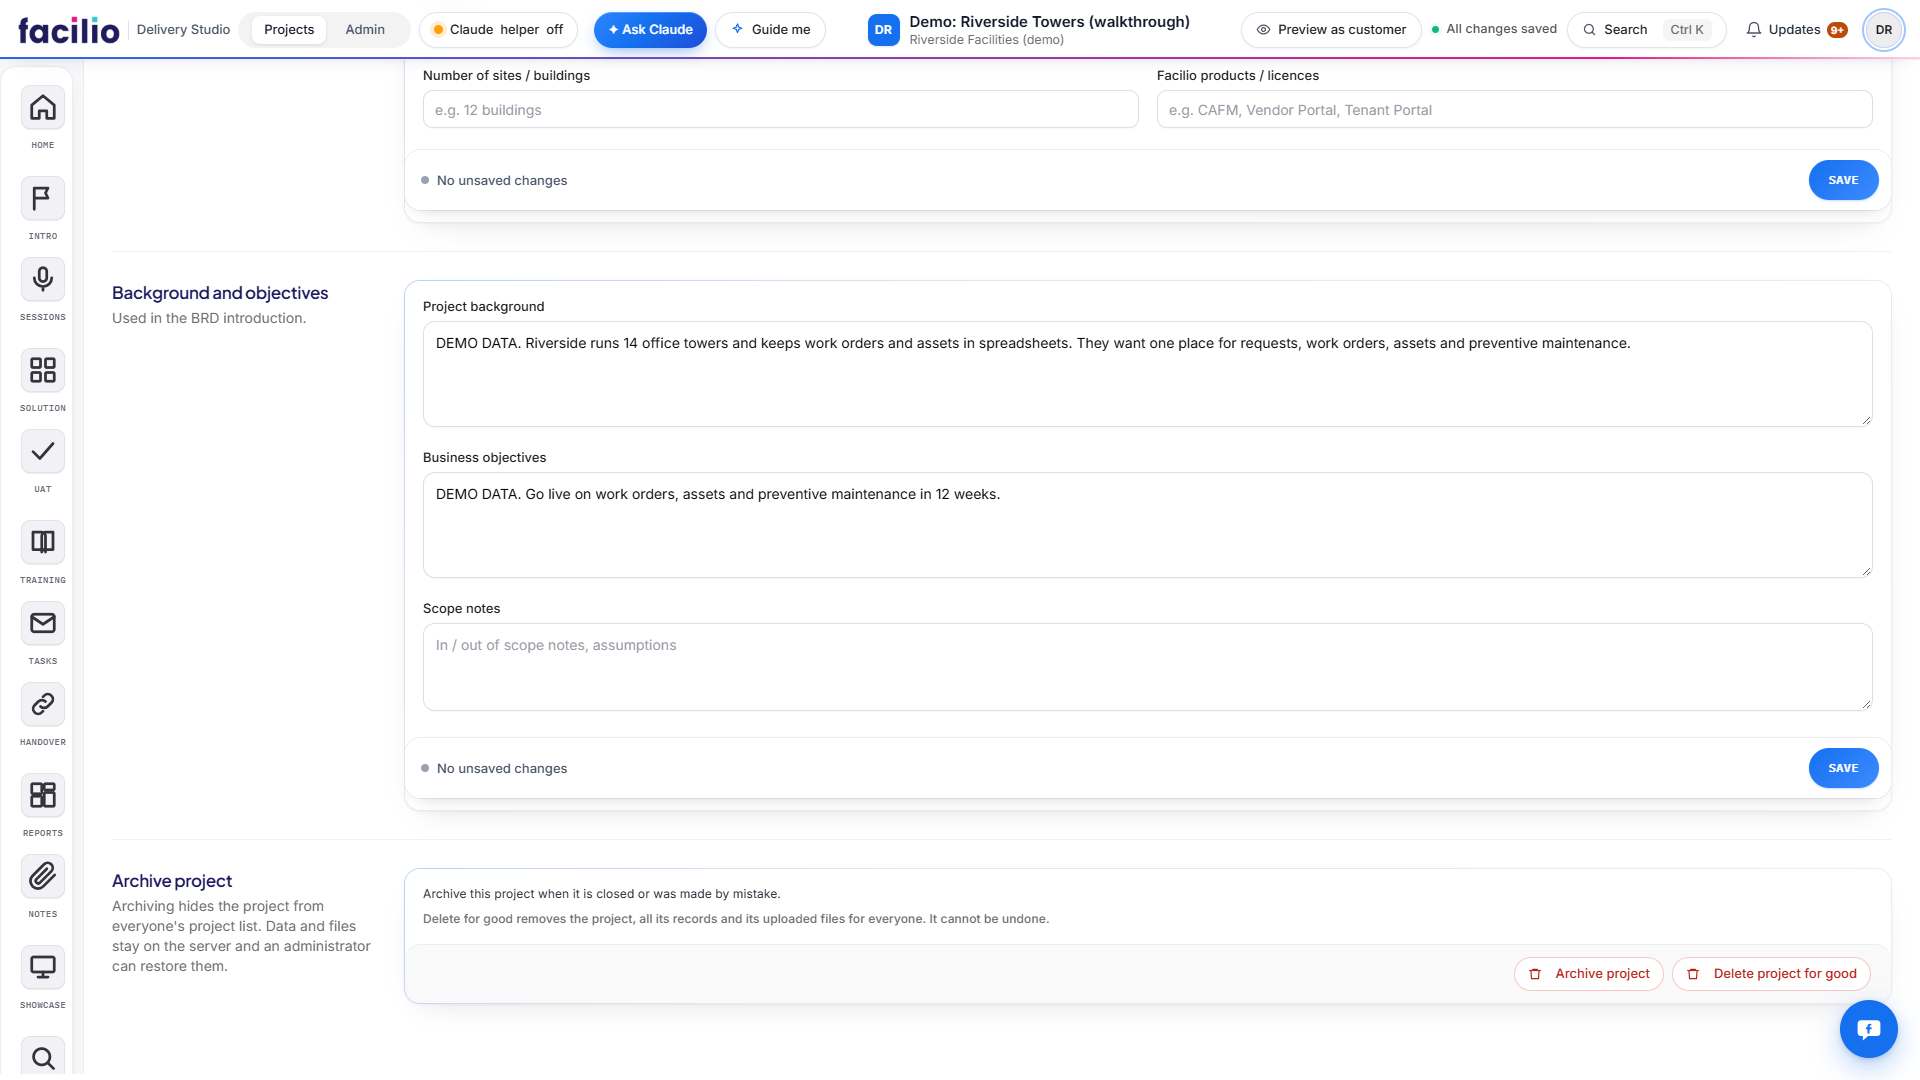 facilio
Delivery Studio
Projects
Admin
Claude helper off
Ask Claude
Guide me
DR
Demo: Riverside Towers (walkthrough)
Riverside Facilities (demo)
Preview as customer
All changes saved
Search
Ctrl K
Updates
9+
DR
HOME
INTRO
SESSIONS
SOLUTION
UAT
TRAINING
TASKS
HANDOVER
REPORTS
NOTES
SHOWCASE
Number of sites / buildings
e.g. 12 buildings
Facilio products / licences
e.g. CAFM, Vendor Portal, Tenant Portal
No unsaved changes
SAVE
Background and objectives
Used in the BRD introduction.
Project background
DEMO DATA. Riverside runs 14 office towers and keeps work orders and assets in spreadsheets. They want one place for requests, work orders, assets and preventive maintenance.
Business objectives
DEMO DATA. Go live on work orders, assets and preventive maintenance in 12 weeks.
Scope notes
In / out of scope notes, assumptions
No unsaved changes
SAVE
Archive project
Archiving hides the project from
everyone's project list. Data and files
stay on the server and an administrator
can restore them.
Archive this project when it is closed or was made by mistake.
Delete for good removes the project, all its records and its uploaded files for everyone. It cannot be undone.
Archive project
Delete project for good